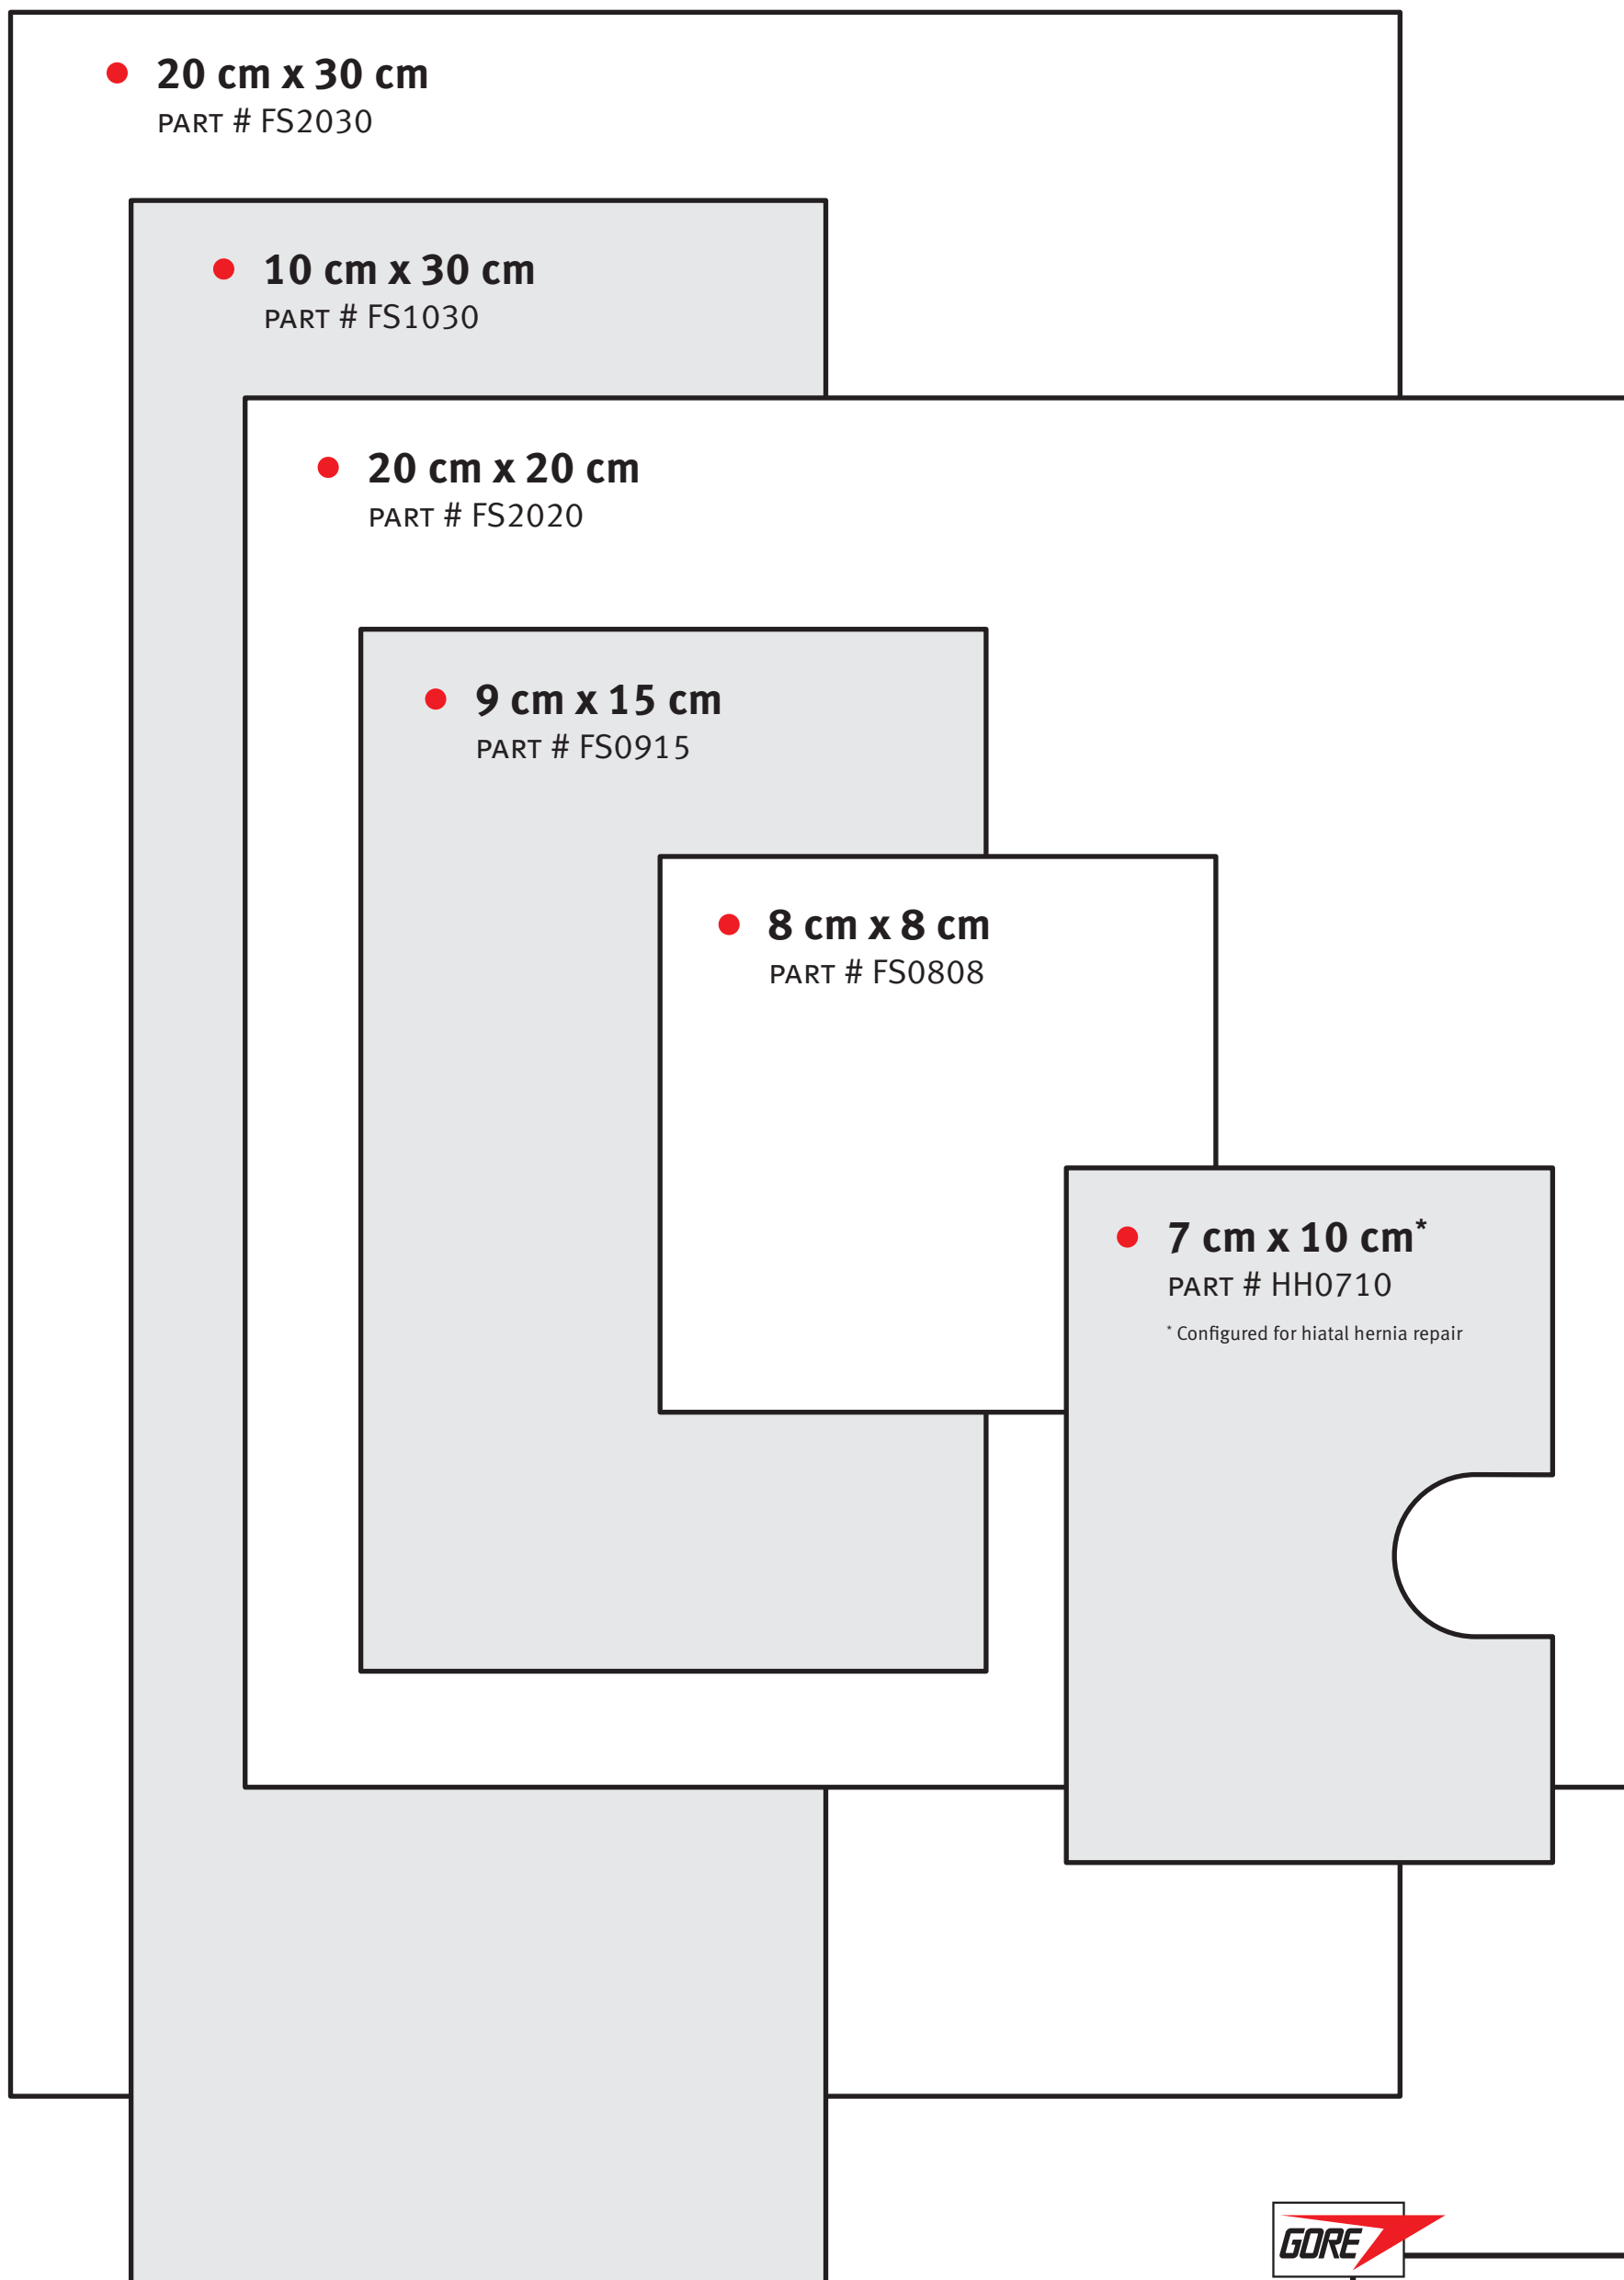 20 cm x 30 cm
PART # FS2030
10 cm x 30 cm
PART # FS1030
20 cm x 20 cm
PART # FS2020
9 cm x 15 cm
PART # FS0915
8 cm x 8 cm
PART # FS0808
7 cm x 10 cm*
PART # HH0710
* Configured for hiatal hernia repair
GORE